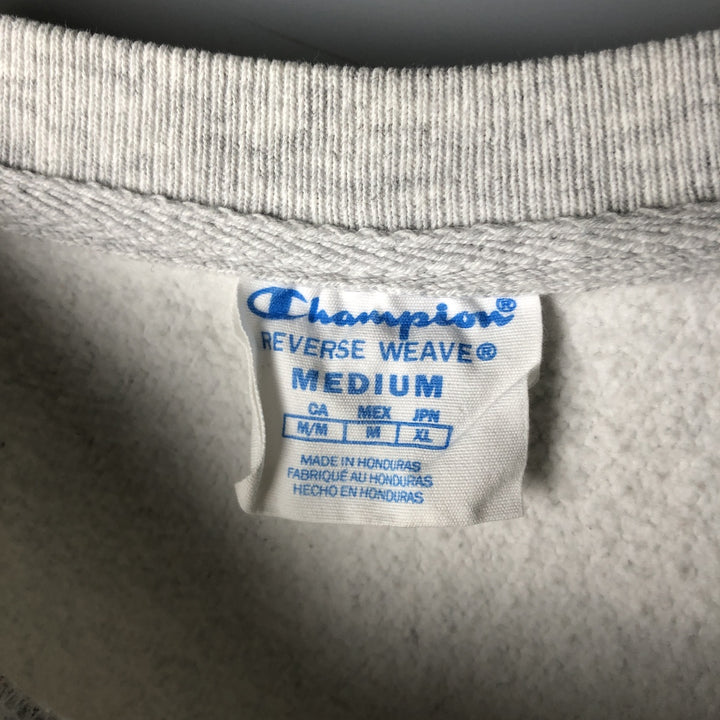 Champion®
REVERSE WEAVE®
MEDIUM
CA MEX JPN
M/M M XL
MADE IN HONDURAS
FABRIQUÉ AU HONDURAS
HECHO EN HONDURAS